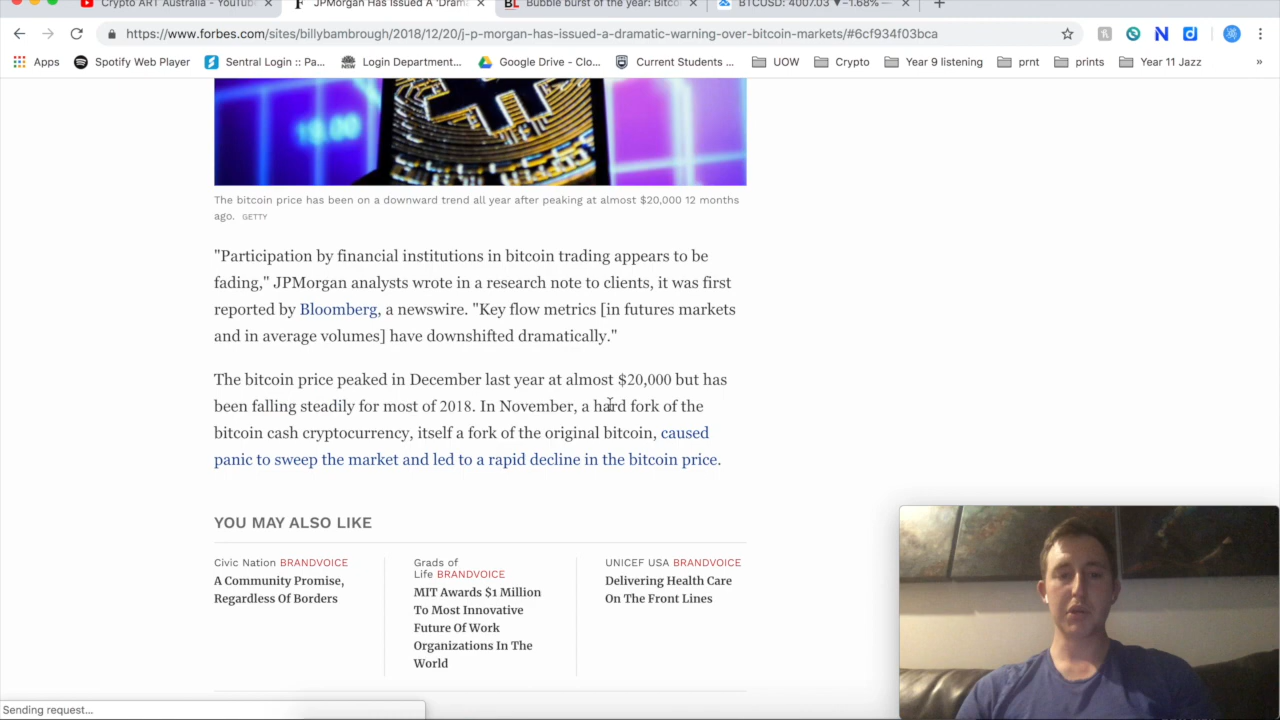 Crypto ART Australia - YouTube
JPMorgan Has Issued A 'Dram
Bubble burst of the year: Bitco
BTCUSD: 4007.03 ▼−1.68%
https://www.forbes.com/sites/billybambrough/2018/12/20/j-p-morgan-has-issued-a-dramatic-warning-over-bitcoin-markets/#6cf934f03bca
Apps
Spotify Web Player
Sentral Login :: Pa...
Login Department...
Google Drive - Clo...
Current Students ...
UOW
Crypto
Year 9 listening
prnt
prints
Year 11 Jazz
»
19.00
The bitcoin price has been on a downward trend all year after peaking at almost $20,000 12 months
ago. GETTY
"Participation by financial institutions in bitcoin trading appears to be
fading," JPMorgan analysts wrote in a research note to clients, it was first
reported by Bloomberg, a newswire. "Key flow metrics [in futures markets
and in average volumes] have downshifted dramatically."
The bitcoin price peaked in December last year at almost $20,000 but has
been falling steadily for most of 2018. In November, a hard fork of the
bitcoin cash cryptocurrency, itself a fork of the original bitcoin, caused
panic to sweep the market and led to a rapid decline in the bitcoin price.
YOU MAY ALSO LIKE
Civic Nation BRANDVOICE
A Community Promise,
Regardless Of Borders
Grads of
Life BRANDVOICE
MIT Awards $1 Million
To Most Innovative
Future Of Work
Organizations In The
World
UNICEF USA BRANDVOICE
Delivering Health Care
On The Front Lines
Sending request...